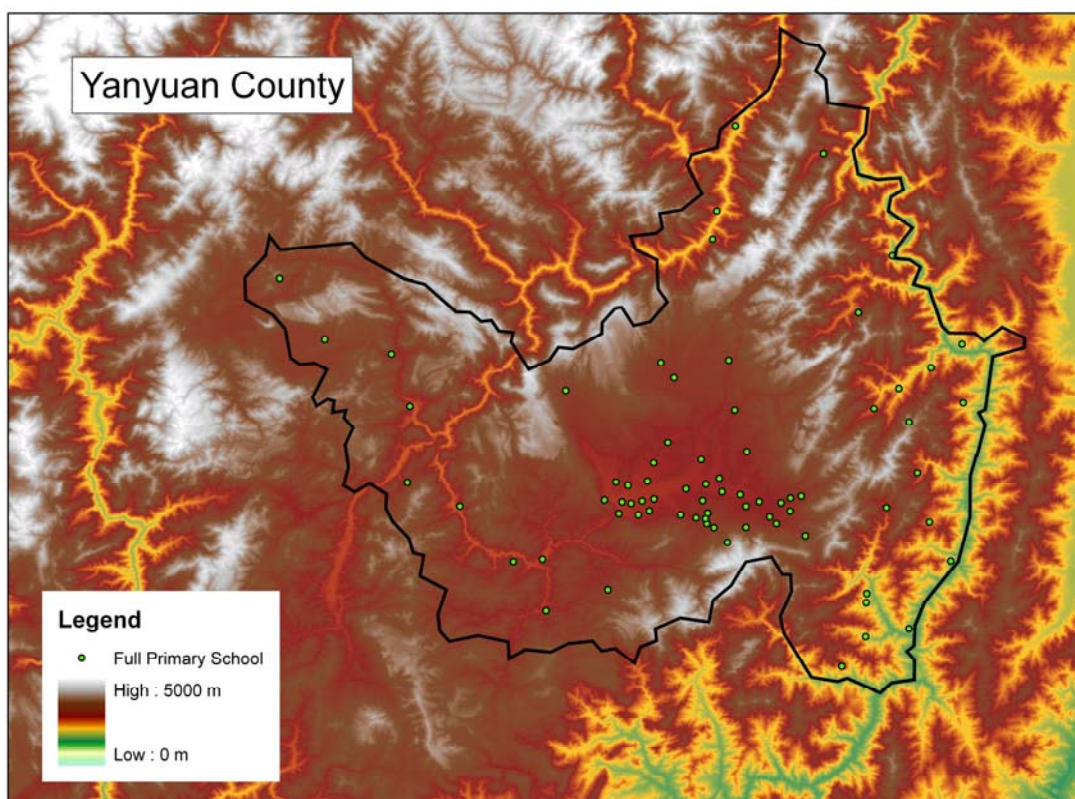 Yanyuan County
Legend
Full Primary School
High : 5000 m
Low : 0 m